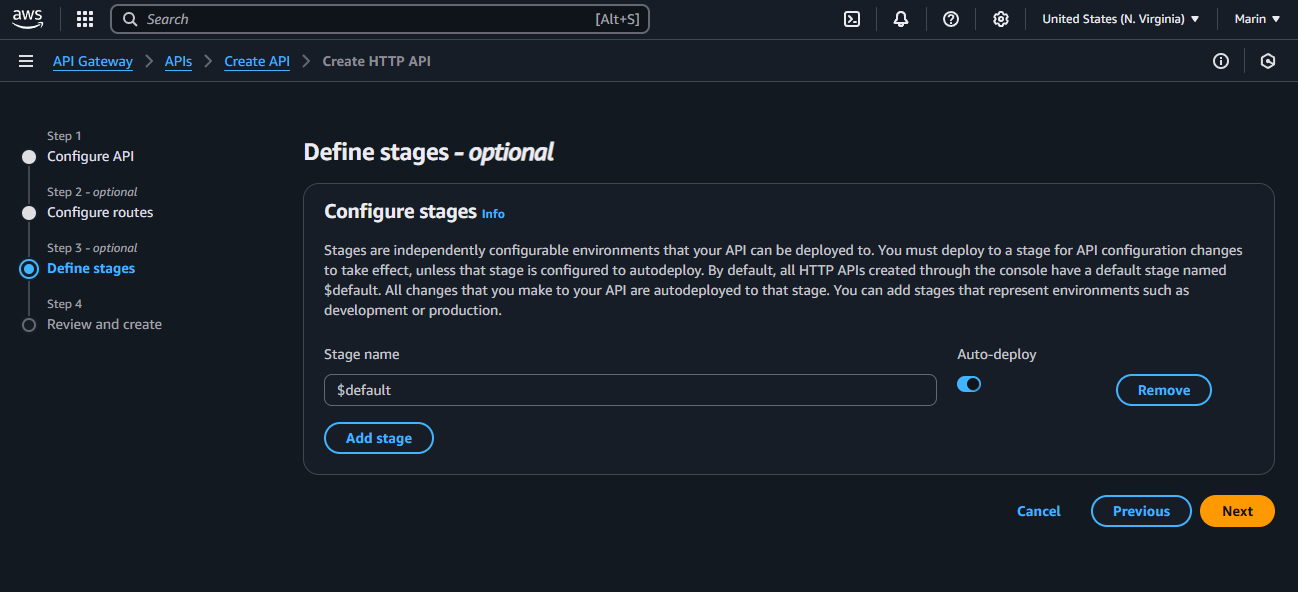 aws
Search [Alt+S]
United States (N. Virginia)
Marin
API Gateway > APIs > Create API > Create HTTP API
Step 1
Configure API
Step 2 - optional
Configure routes
Step 3 - optional
Define stages
Step 4
Review and create
Define stages - optional
Configure stages Info
Stages are independently configurable environments that your API can be deployed to. You must deploy to a stage for API configuration changes
to take effect, unless that stage is configured to autodeploy. By default, all HTTP APIs created through the console have a default stage named
$default. All changes that you make to your API are autodeployed to that stage. You can add stages that represent environments such as
development or production.
Stage name
Auto-deploy
$default
Remove
Add stage
Cancel
Previous
Next